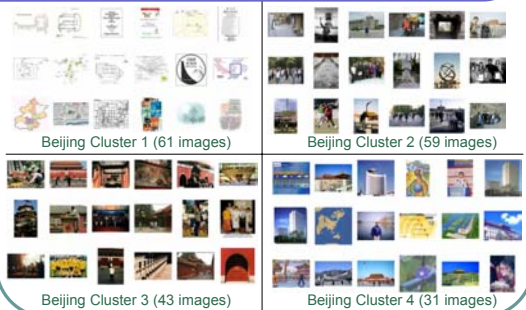 Beijing Cluster 1 (61 images)
Beijing Cluster 2 (59 images)
Beijing Cluster 3 (43 images)
Beijing Cluster 4 (31 images)